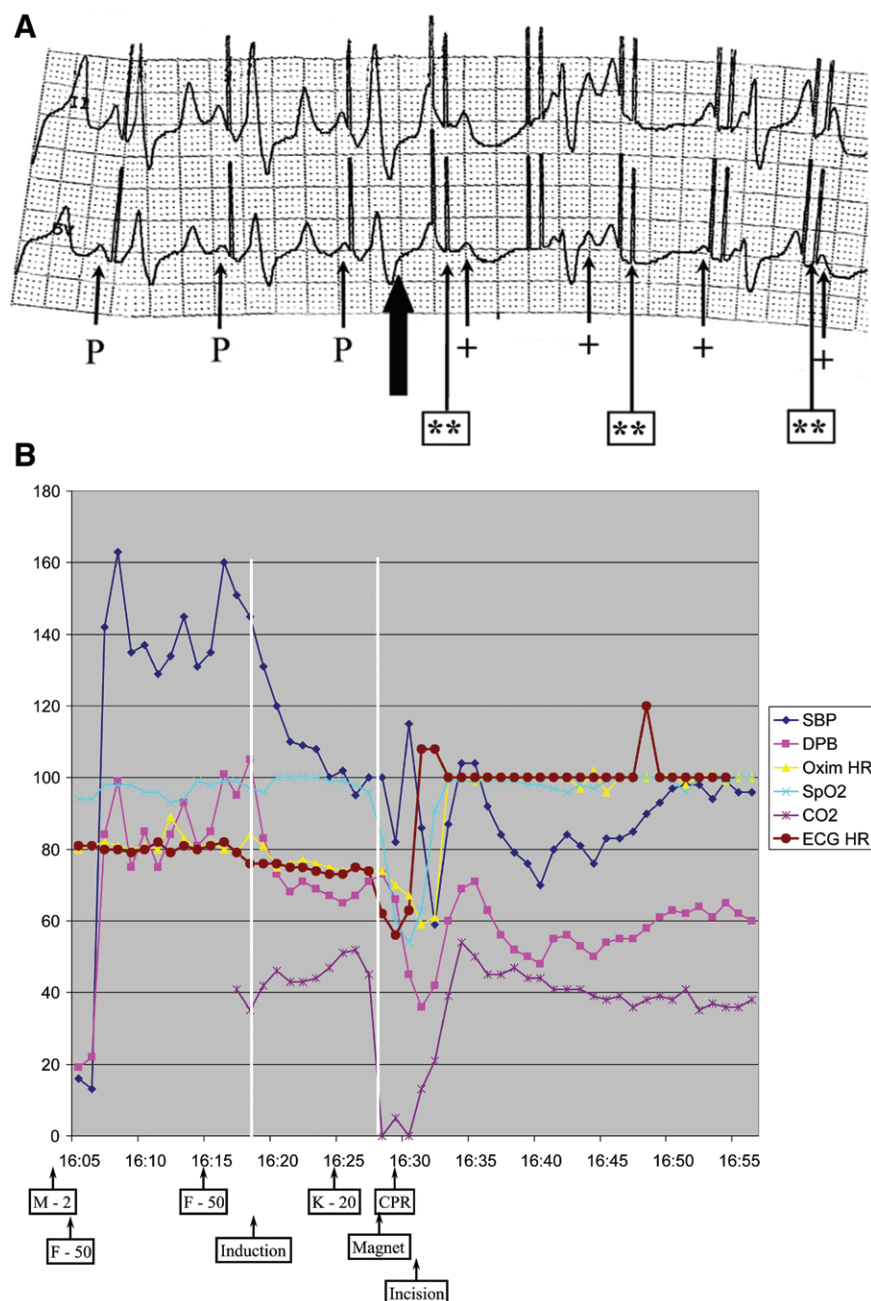 A
II
V5
P P P + + + +
** ** **
B
180
160
140
120
100
80
60
40
20
0
SBP
DPB
Oxim HR
SpO2
CO2
ECG HR
16:05 16:10 16:15 16:20 16:25 16:30 16:35 16:40 16:45 16:50 16:55
M - 2 F - 50 K - 20 CPR
F - 50 Induction Magnet
Incision